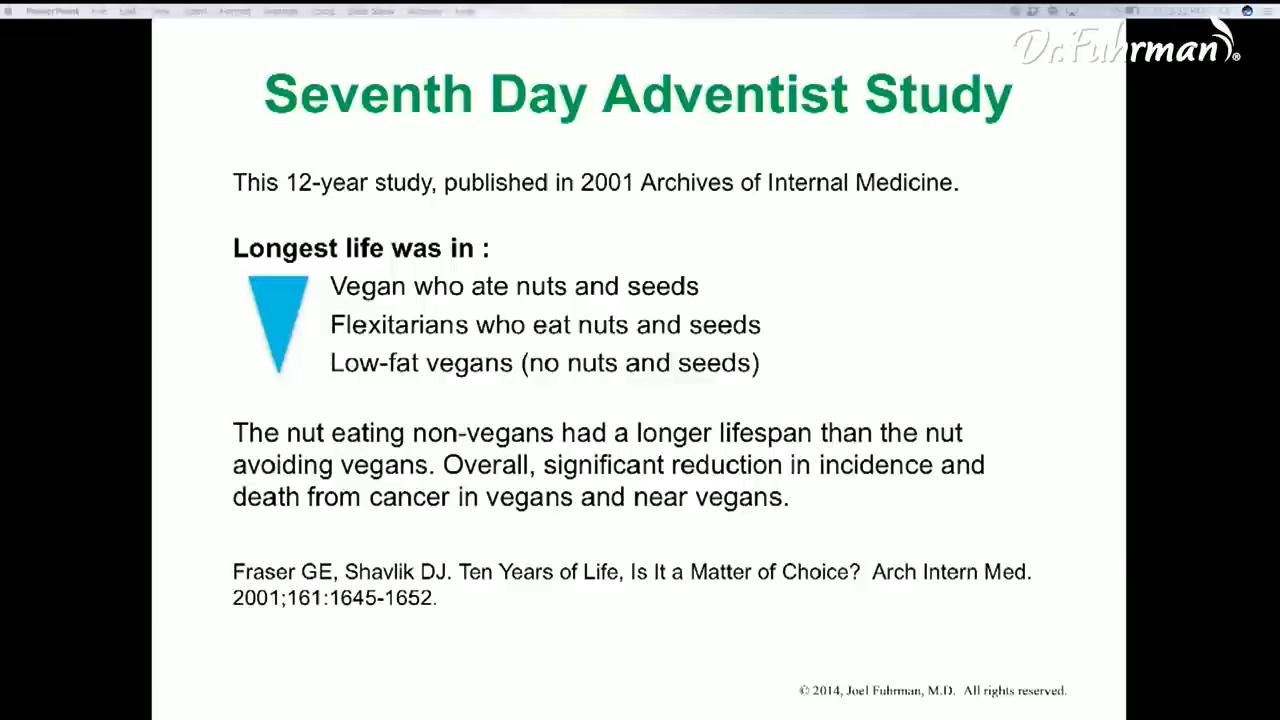 PowerPoint
Dr. Fuhrman®
Seventh Day Adventist Study
This 12-year study, published in 2001 Archives of Internal Medicine.
Longest life was in :
Vegan who ate nuts and seeds
Flexitarians who eat nuts and seeds
Low-fat vegans (no nuts and seeds)
The nut eating non-vegans had a longer lifespan than the nut
avoiding vegans. Overall, significant reduction in incidence and
death from cancer in vegans and near vegans.
Fraser GE, Shavlik DJ. Ten Years of Life, Is It a Matter of Choice? Arch Intern Med.
2001;161:1645-1652.
© 2014, Joel Fuhrman, M.D. All rights reserved.